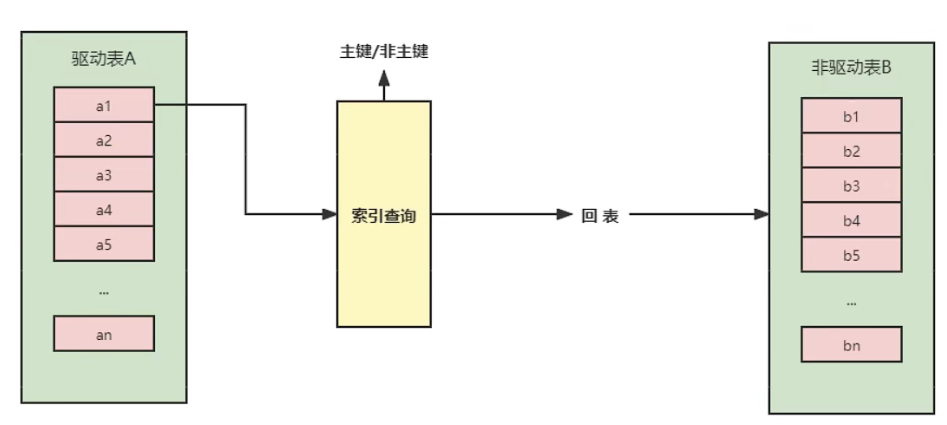 驱动表A
a1
a2
a3
a4
a5
...
an
主键/非主键
索引查询
回 表
非驱动表B
b1
b2
b3
b4
b5
...
bn